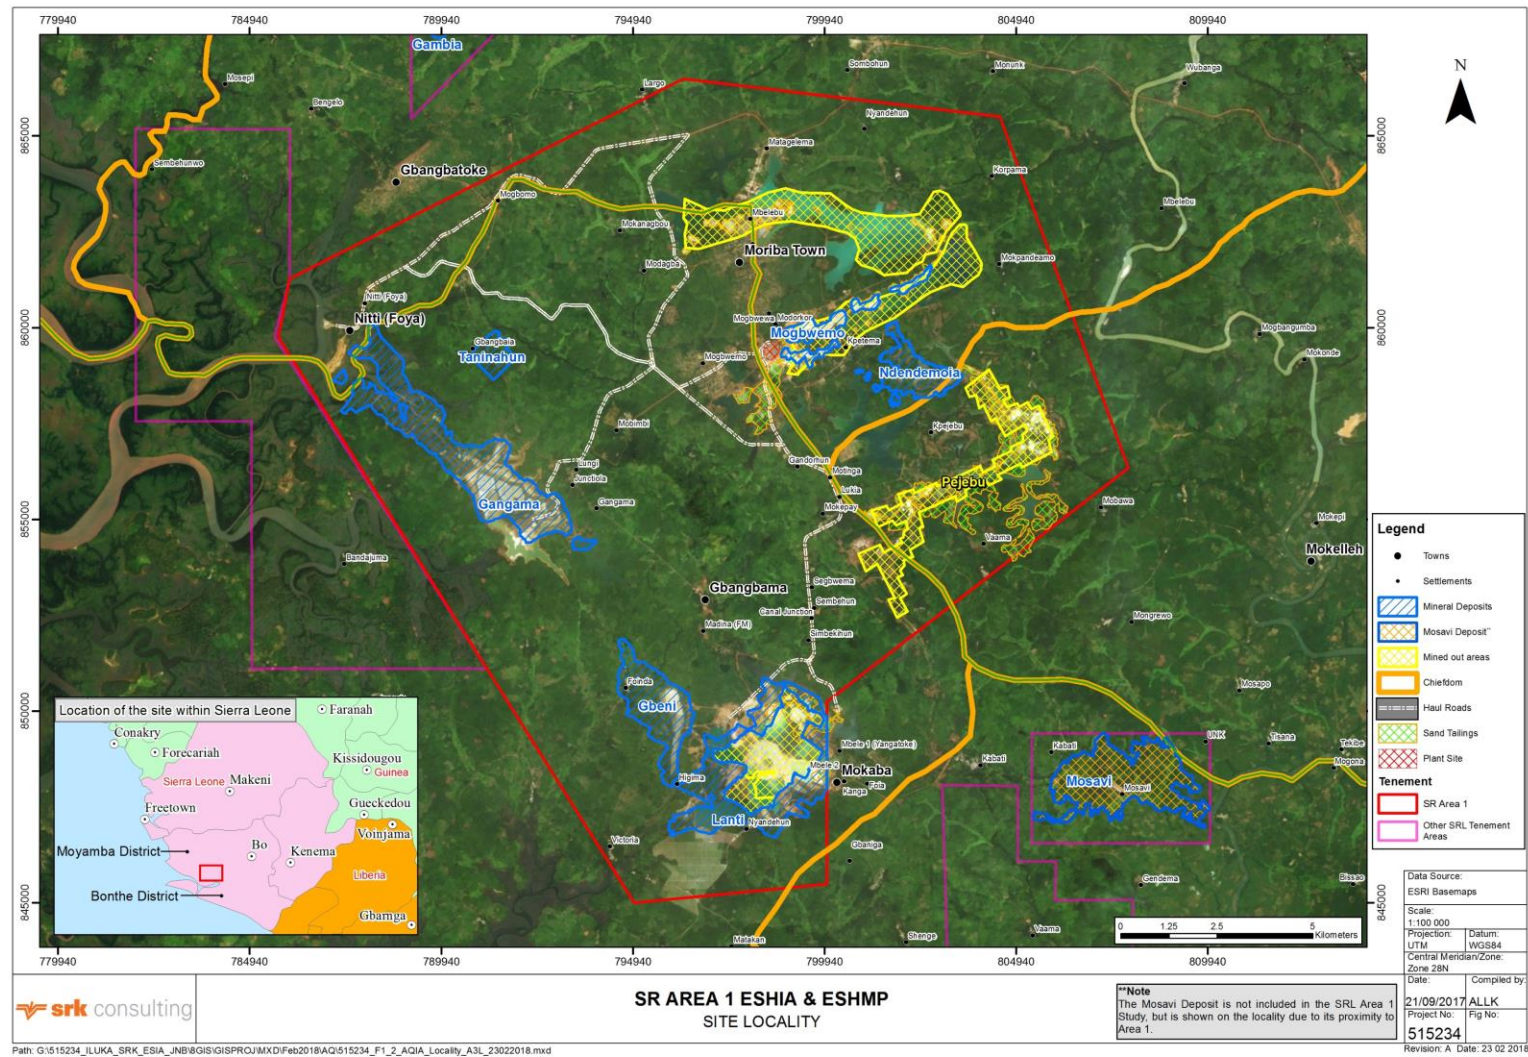 779940 784940 789940 794940 799940 804940 809940
865000
860000
855000
850000
845000
865000
860000
855000
850000
845000
779940 784940 789940 794940 799940 804940 809940
N
Gambia
Mosepi
Bengelo
Largo
Sombohun
Monunk
Wubanga
Nyandehun
Sembehunwo
Gbangbatoke
Matagelema
Korpama
Mogbomo
Mbelebu
Mbelebu
Mokanagbou
Moriba Town
Modagba
Mokpandeamo
Nitti (Foya)
Nitti (Foya)
Mogbwewa
Modorkor
Mogbwemo
Kpetema
Mogbangumba
Mokonde
Gbangbala
Taninahun
Mogbwemo
Ndendemoia
Mobimbi
Kpejebu
Lungi
Junctiola
Gandorhun
Motinga
Lukia
Pejebu
Gangama
Gangama
Mokepay
Mobawa
Mokepi
Vaama
Mokelleh
Bandajuma
Segbwema
Gbangbama
Sembehun
Canal Junction
Madina (FM)
Simbekihun
Mongrewo
Foinda
Gbeni
Mosapo
UNK
Tisana
Tekibe
Mogona
Mbele 1 (Yangatoke)
Mbele 2
Mokaba
Kanga
Foia
Kabati
Kabati
Mosavi
Mosavi
Higima
Lanti
Nyandehun
Victoria
Gbaniga
Gendema
Bissao
Matakan
Shenge
Vaama
Location of the site within Sierra Leone
Faranah
Conakry
Forecariah
Kissidougou
Guinea
Sierra Leone
Makeni
Gueckedou
Freetown
Voinjama
Bo
Kenema
Moyamba District
Liberia
Bonthe District
Gbarnga
0 1.25 2.5 5
Kilometers
Legend
Towns
Settlements
Mineral Deposits
Mosavi Deposit**
Mined out areas
Chiefdom
Haul Roads
Sand Tailings
Plant Site
Tenement
SR Area 1
Other SRL Tenement
Areas
Data Source:
ESRI Basemaps
Scale:
1:100 000
Projection: Datum:
UTM WGS84
Central Meridian/Zone:
Zone 28N
Date: Compiled by:
21/09/2017 ALLK
Project No: Fig No:
515234
Revision: A Date: 23 02 2018
srk consulting
SR AREA 1 ESHIA & ESHMP
SITE LOCALITY
**Note
The Mosavi Deposit is not included in the SRL Area 1
Study, but is shown on the locality due to its proximity to
Area 1.
Path: G:\515234_ILUKA_SRK_ESIA_JNB\8GIS\GISPROJ\MXD\Feb2018\AQ\515234_F1_2_AQIA_Locality_A3L_23022018.mxd